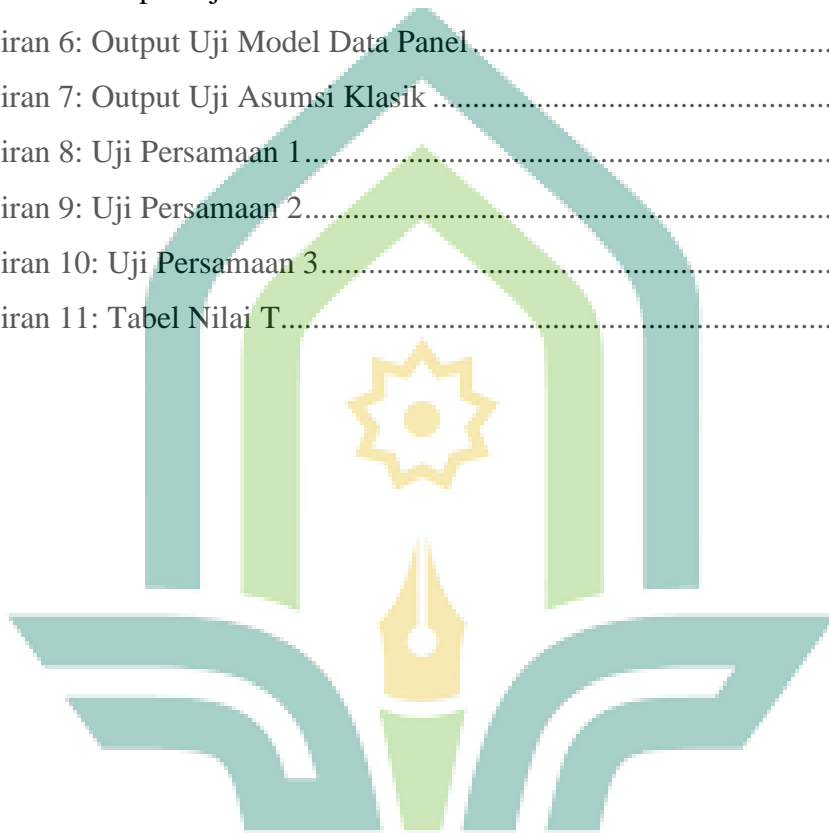 iran 6: Output Uji Model Data Panel........................................
iran 7: Output Uji Asumsi Klasik ............................................
iran 8: Uji Persamaan 1............................................................
iran 9: Uji Persamaan 2............................................................
iran 10: Uji Persamaan 3..........................................................
iran 11: Tabel Nilai T...............................................................